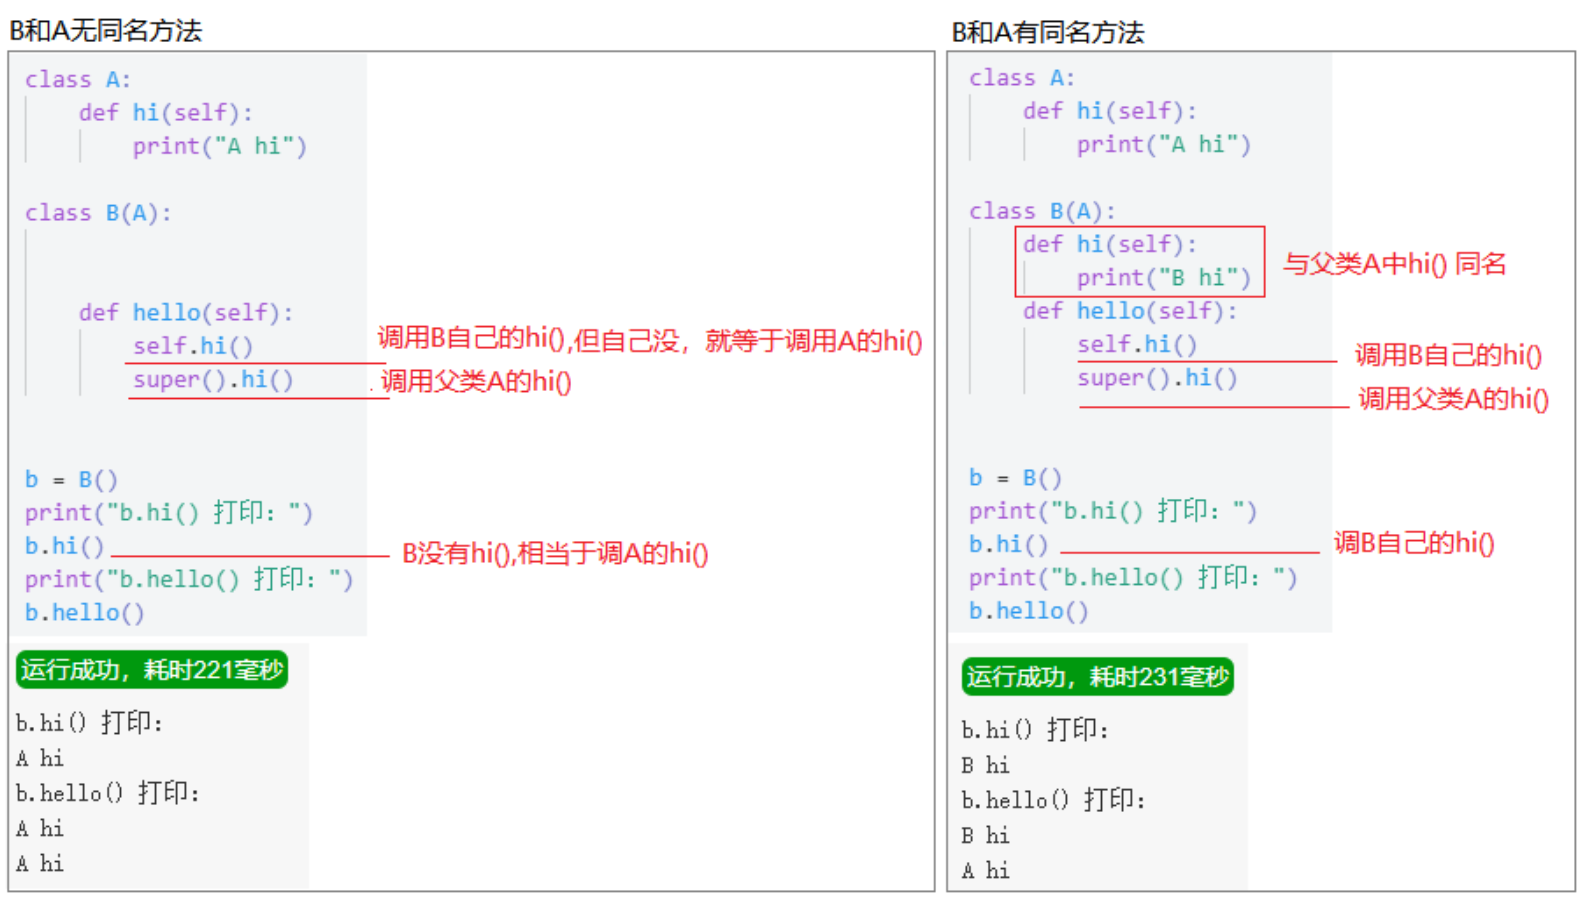 B和A无同名方法
class A:
def hi(self):
print("A hi")
class B(A):
def hello(self):
self.hi()
调用B自己的hi(),但自己没，就等于调用A的hi()
super().hi()
调用父类A的hi()
b = B()
print("b.hi() 打印：")
b.hi()
B没有hi(),相当于调A的hi()
print("b.hello() 打印：")
b.hello()
运行成功，耗时221毫秒
b.hi() 打印：
A hi
b.hello() 打印：
A hi
A hi
B和A有同名方法
class A:
def hi(self):
print("A hi")
class B(A):
def hi(self):
print("B hi")
与父类A中hi() 同名
def hello(self):
self.hi()
调用B自己的hi()
super().hi()
调用父类A的hi()
b = B()
print("b.hi() 打印：")
b.hi()
调B自己的hi()
print("b.hello() 打印：")
b.hello()
运行成功，耗时231毫秒
b.hi() 打印：
B hi
b.hello() 打印：
B hi
A hi